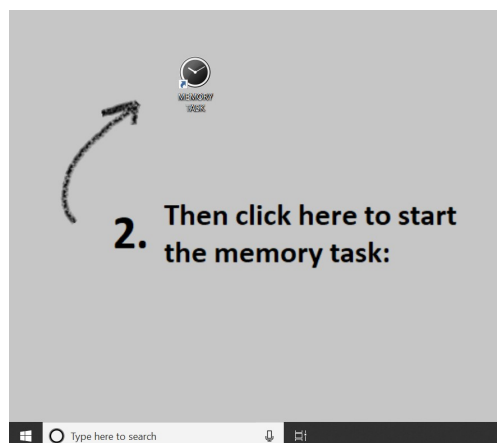 MEMORY
TASK
2.
Then click here to start
the memory task:
Type here to search